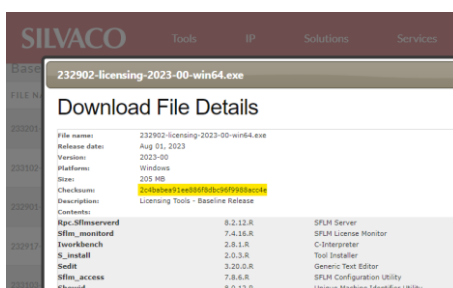 SILVACO
Tools IP Solutions Services
Base
232902-licensing-2023-00-win64.exe
FILE NA
Download File Details
File name: 232902-licensing-2023-00-win64.exe
Release date: Aug 01, 2023
Version: 2023-00
Platform: Windows
Size: 205 MB
Checksum: 2c4babea91ee886f8dbc96f9988acc4e
Description: Licensing Tools - Baseline Release
Contents:
Rpc.Sflmserverd 8.2.12.R SFLM Server
Sflm_monitord 7.4.16.R SFLM License Monitor
Iworkbench 2.8.1.R C-Interpreter
S_install 2.0.3.R Tool Installer
Sedit 3.20.0.R Generic Text Editor
Sflm_access 7.8.6.R SFLM Configuration Utility